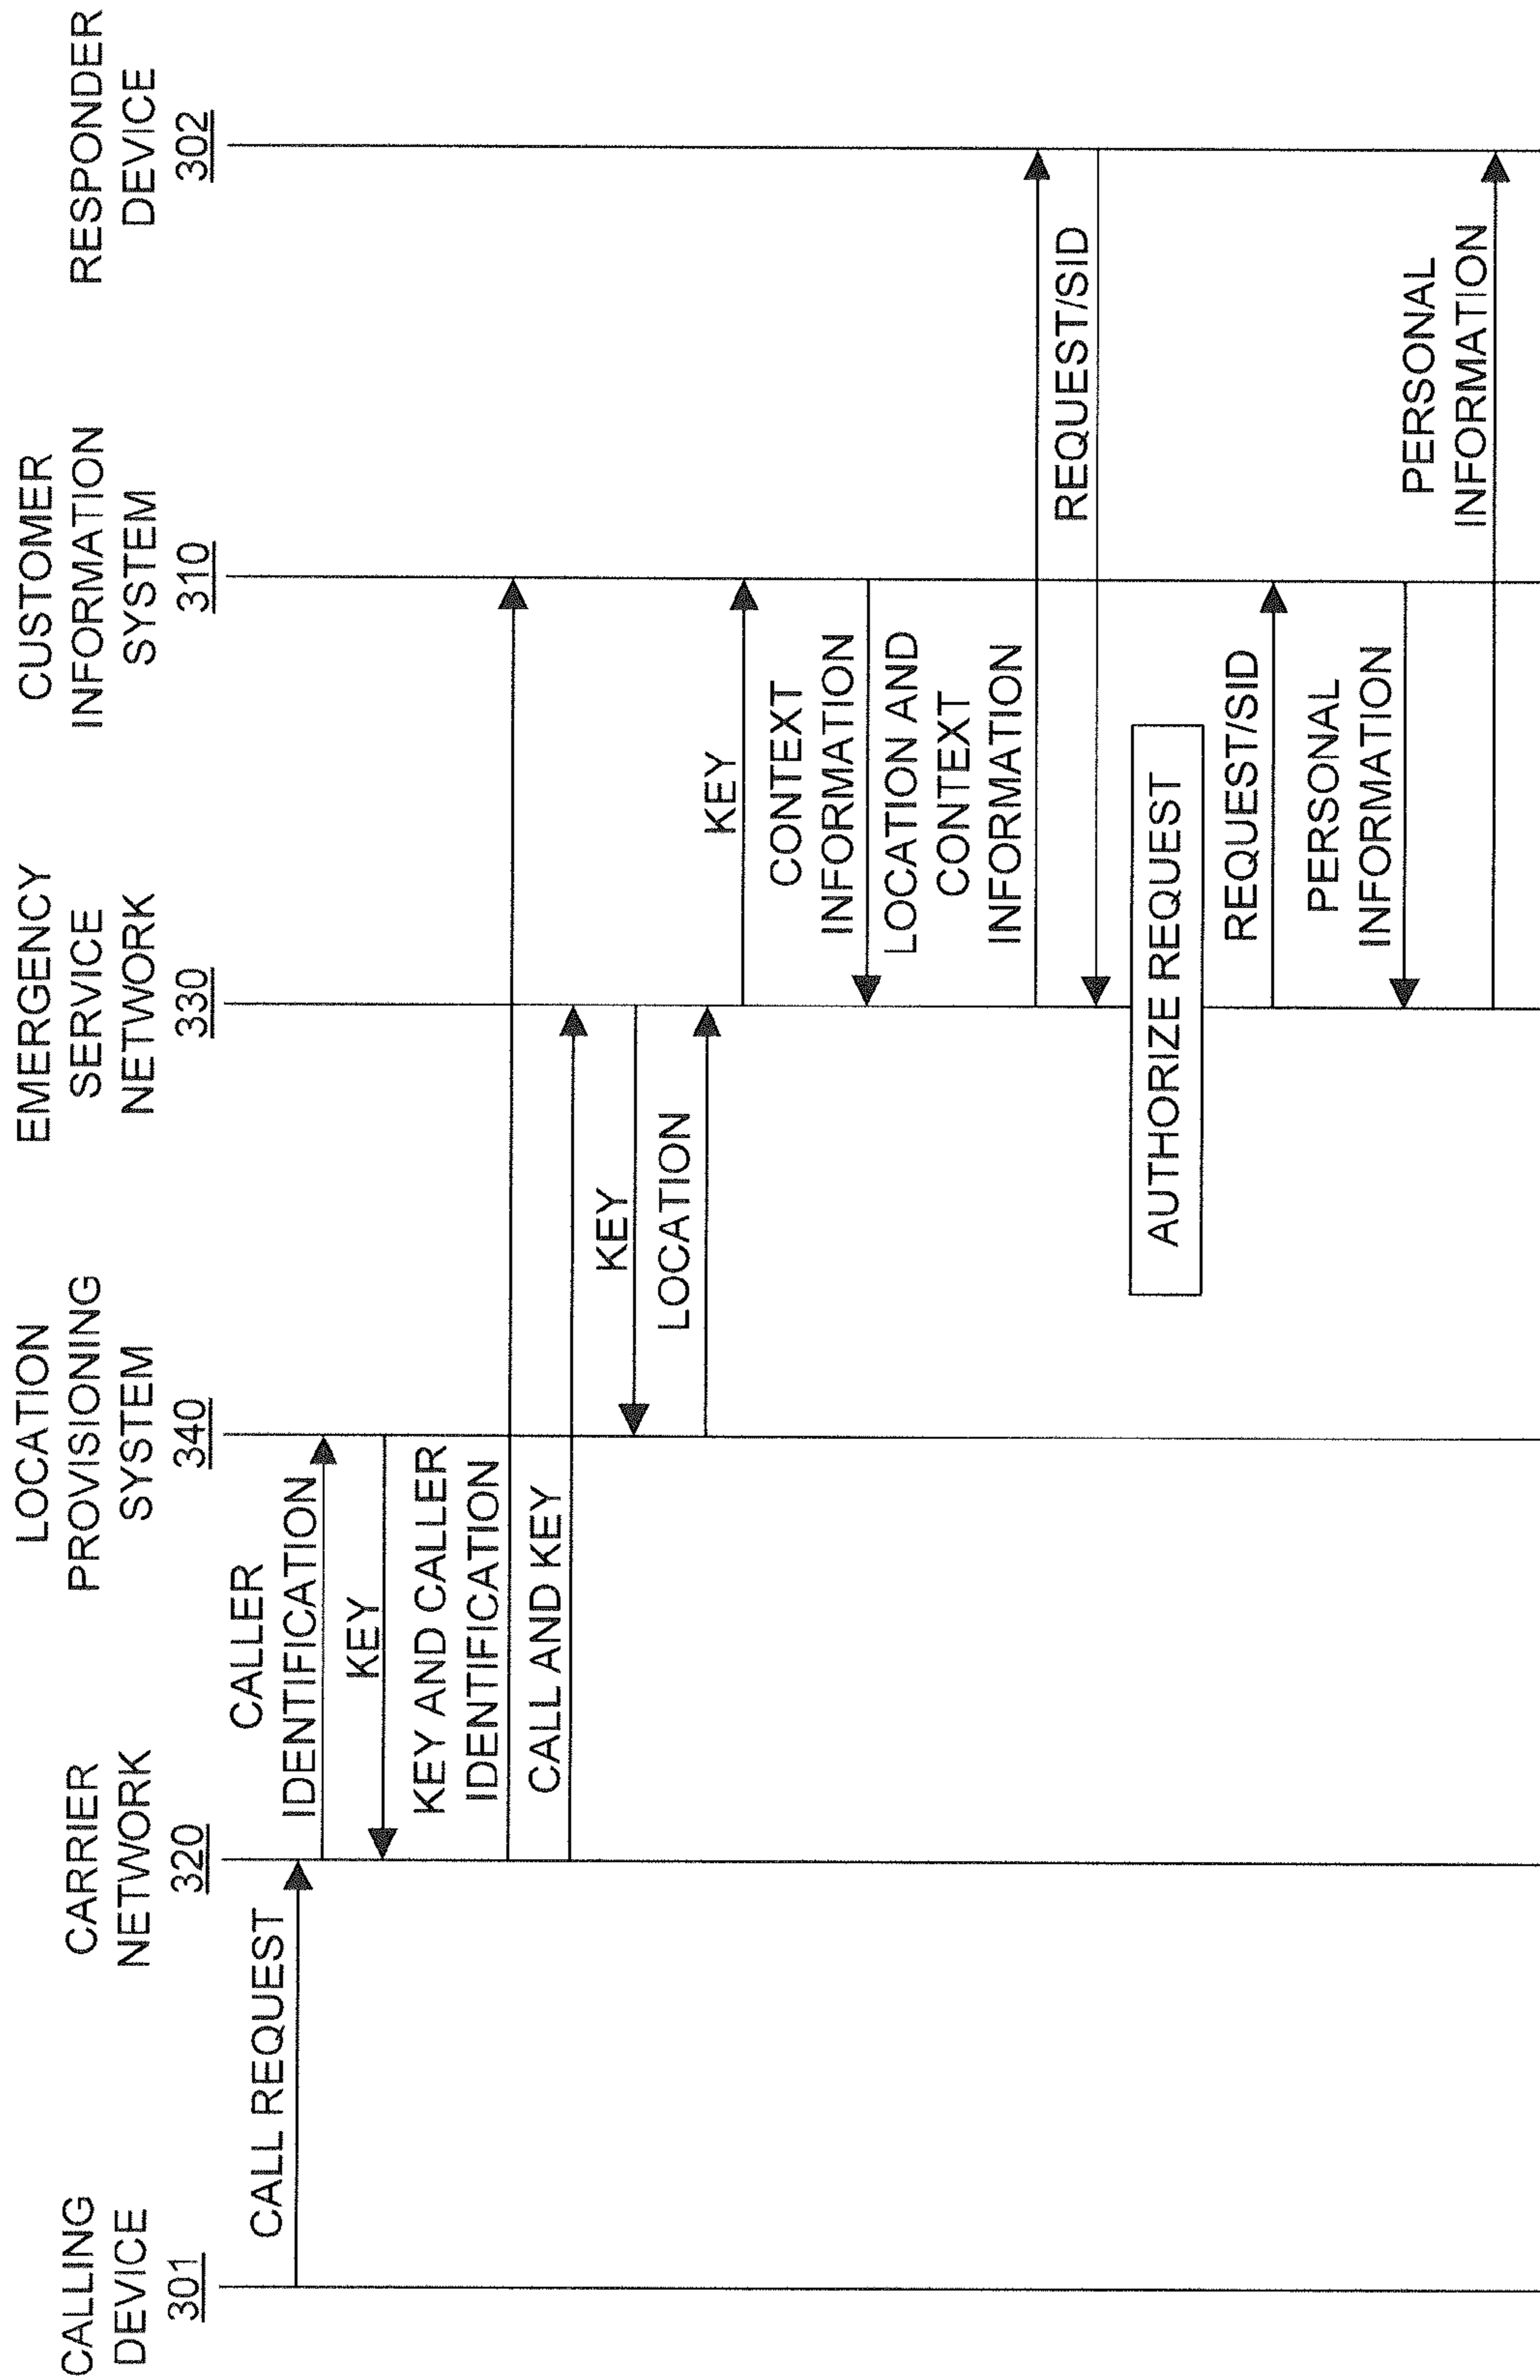 CALLING
DEVICE
301
CARRIER
NETWORK
320
LOCATION
PROVISIONING
SYSTEM
340
EMERGENCY
SERVICE
NETWORK
330
CUSTOMER
INFORMATION
SYSTEM
310
RESPONDER
DEVICE
302
CALL REQUEST
CALLER
IDENTIFICATION
KEY
KEY AND CALLER
IDENTIFICATION
CALL AND KEY
KEY
LOCATION
KEY
CONTEXT
INFORMATION
LOCATION AND
CONTEXT
INFORMATION
REQUEST/SID
AUTHORIZE REQUEST
REQUEST/SID
PERSONAL
INFORMATION
PERSONAL
INFORMATION